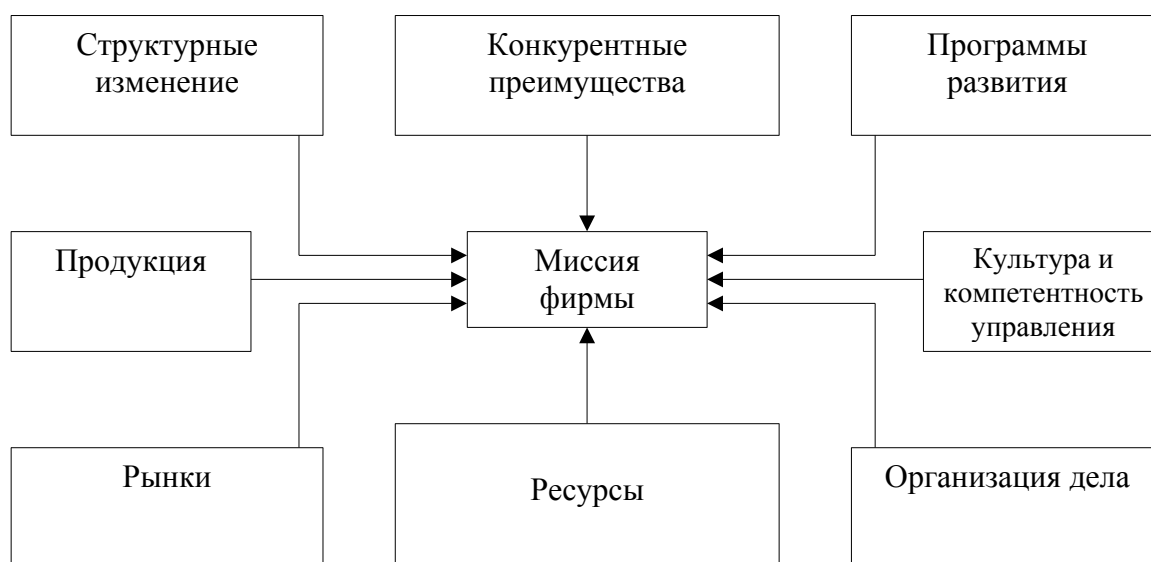 Структурные
изменение
Конкурентные
преимущества
Программы
развития
Продукция
Миссия
фирмы
Культура и
компетентность
управления
Рынки
Ресурсы
Организация дела